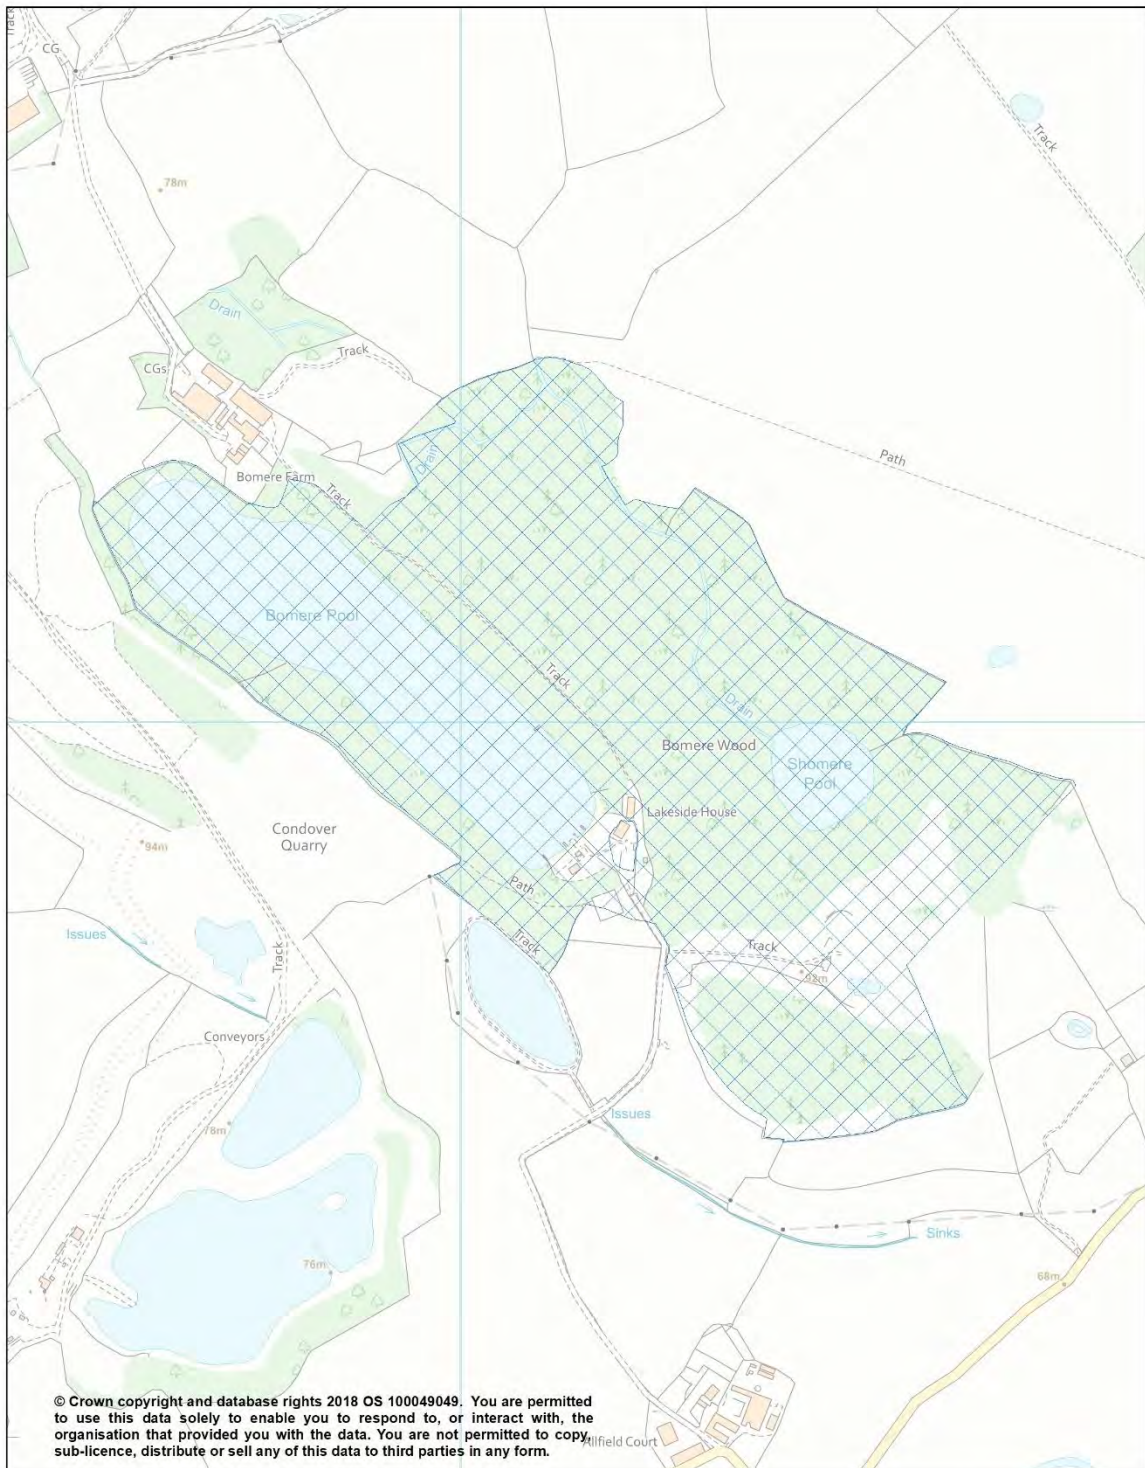 Track
CG
78m
Track
Drain
Track
CGs
Path
Drain
Bomere Farm
Track
Bomere Pool
Track
Drain
Bomere Wood
Shomere
Pool
Lakeside House
Condover
Quarry
94m
Path
Issues
Track
Track
Track
92m
Conveyors
Issues
78m
Sinks
76m
68m
© Crown copyright and database rights 2018 OS 100049049. You are permitted
to use this data solely to enable you to respond to, or interact with, the
organisation that provided you with the data. You are not permitted to copy,
sub-licence, distribute or sell any of this data to third parties in any form.
Allfield Court